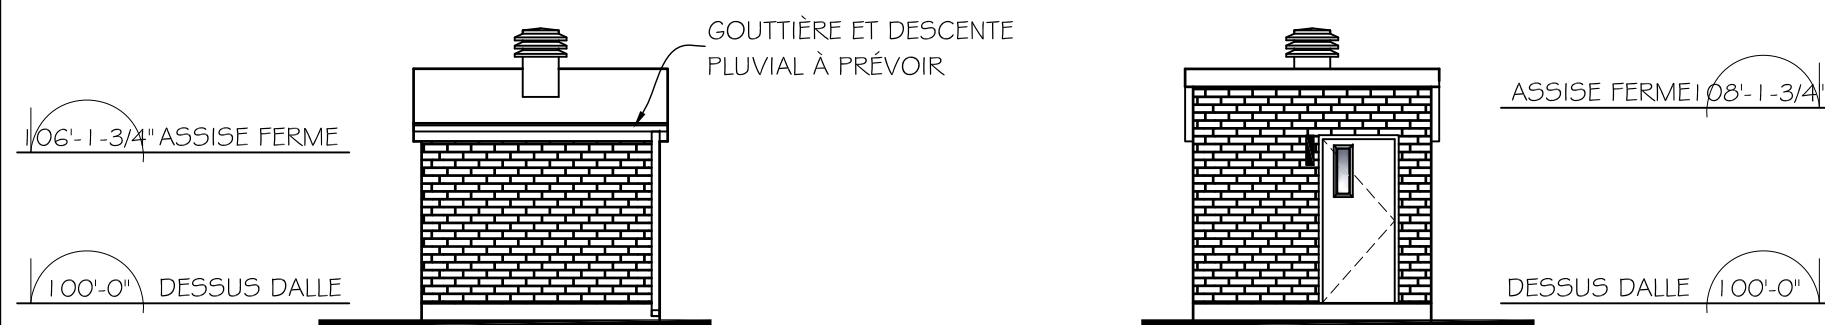 GOUTTIÈRE ET DESCENTE
PLUVIAL À PRÉVOIR
106'-1-3/4" ASSISE FERME
100'-0" DESSUS DALLE
ASSISE FERME 108'-1-3/4"
DESSUS DALLE 100'-0"